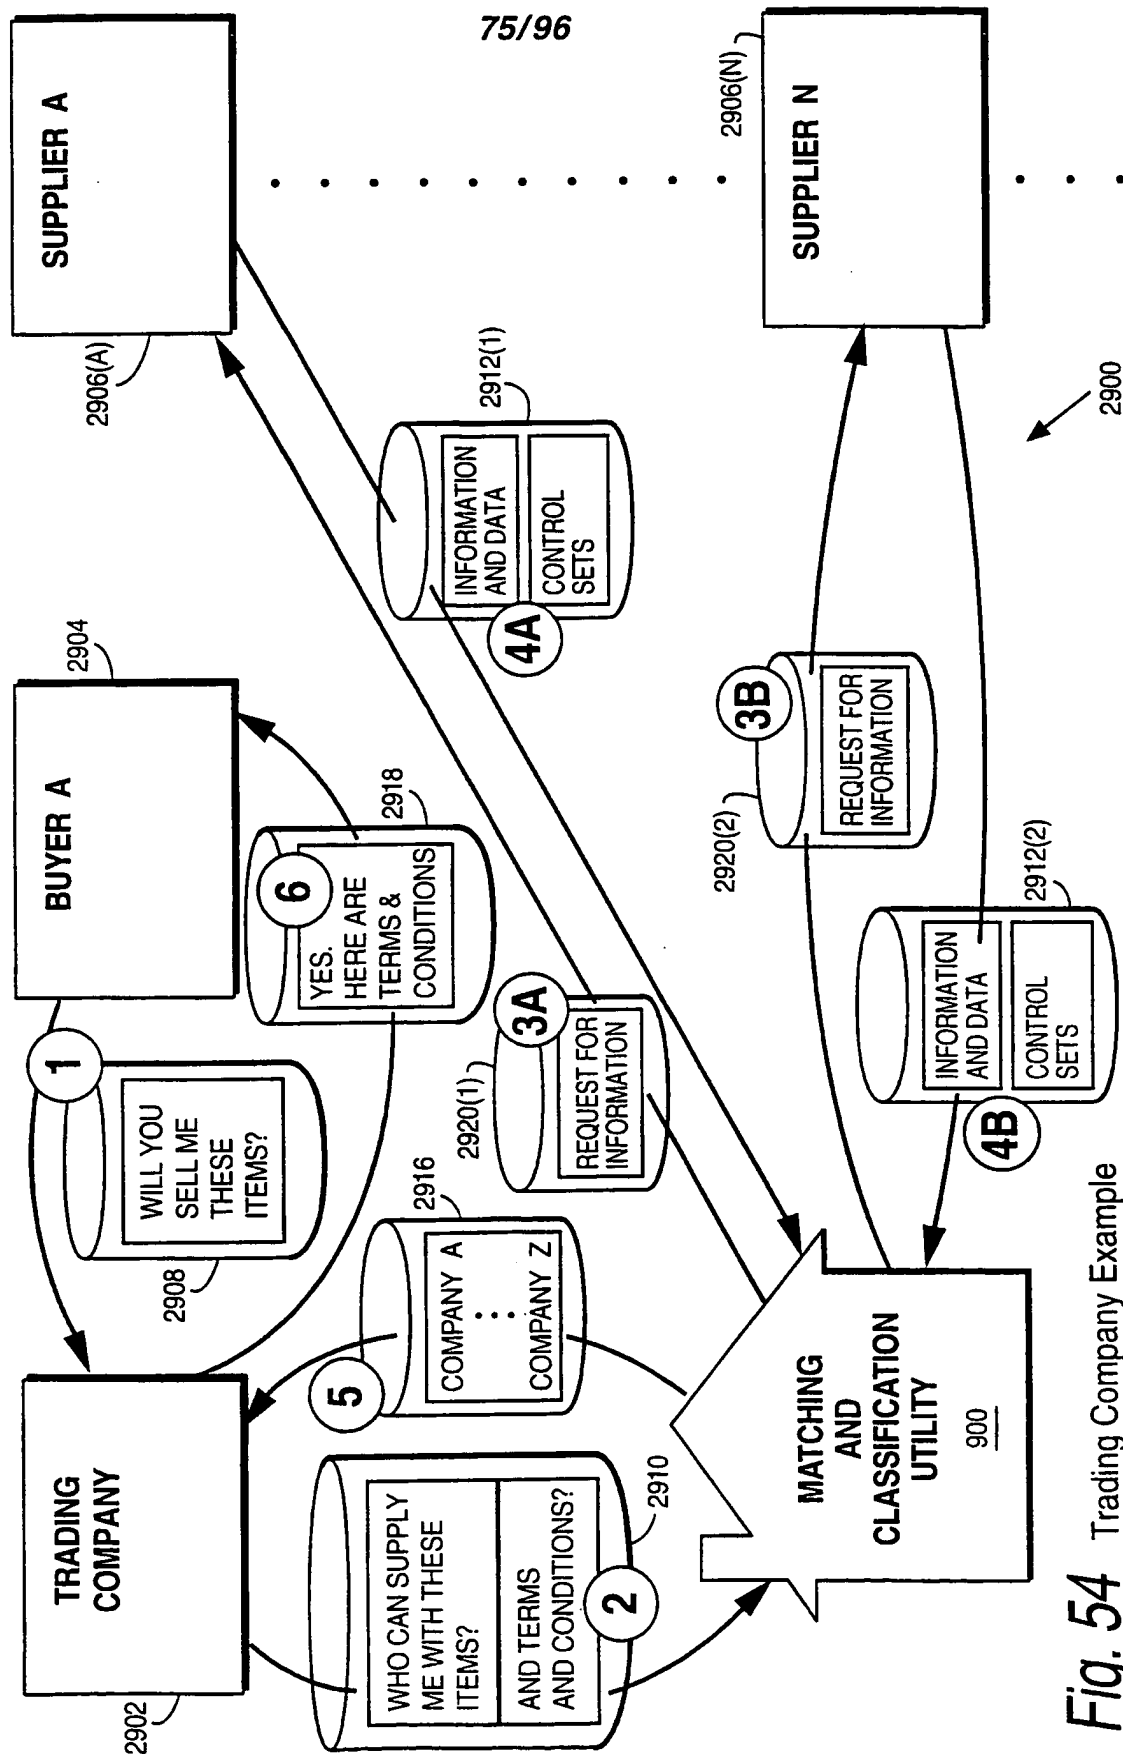 75/96
TRADING
COMPANY
2902
BUYER A
2904
SUPPLIER A
2906(A)
1
WILL YOU
SELL ME
THESE
ITEMS?
2908
6
YES.
HERE ARE
TERMS &
CONDITIONS
2918
WHO CAN SUPPLY
ME WITH THESE
ITEMS?
AND TERMS
AND CONDITIONS?
2
2910
5
COMPANY A
COMPANY Z
2916
3A
REQUEST FOR
INFORMATION
2920(1)
4A
INFORMATION
AND DATA
CONTROL
SETS
2912(1)
MATCHING
AND
CLASSIFICATION
UTILITY
900
3B
REQUEST FOR
INFORMATION
2920(2)
4B
INFORMATION
AND DATA
CONTROL
SETS
2912(2)
SUPPLIER N
2906(N)
2900
Fig. 54 Trading Company Example